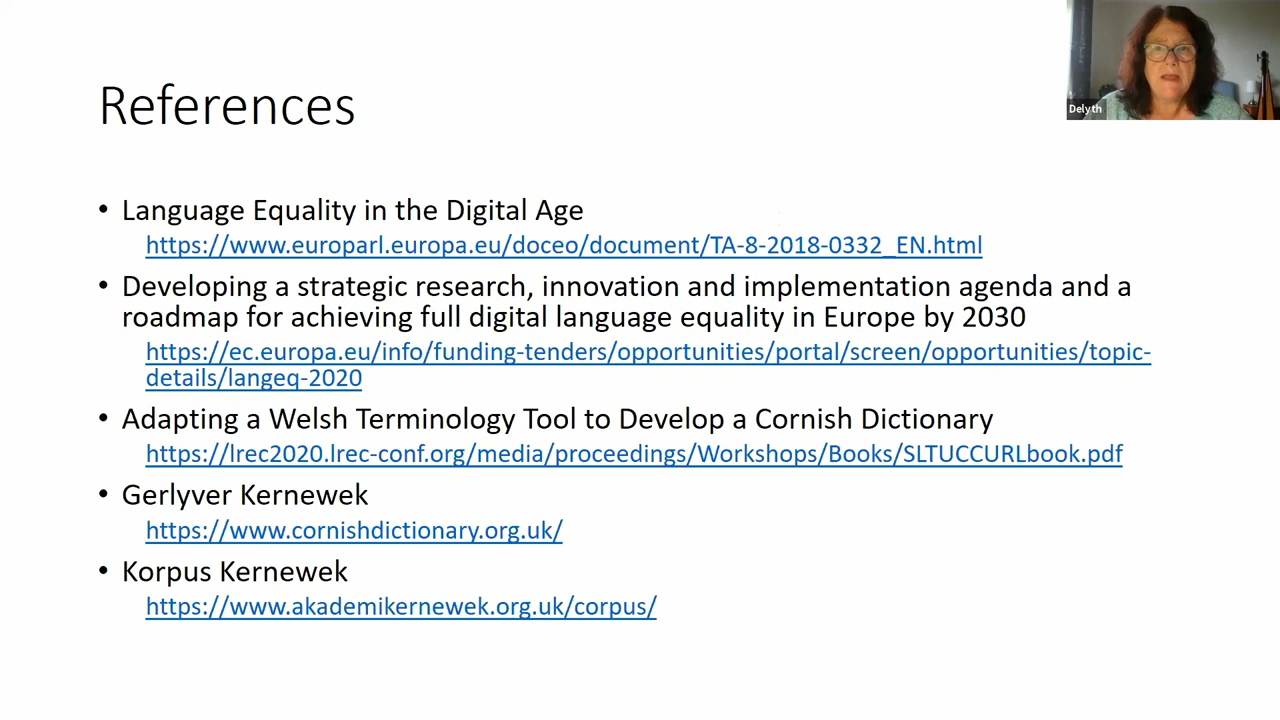 Delyth
References
• Language Equality in the Digital Age
https://www.europarl.europa.eu/doceo/document/TA-8-2018-0332_EN.html
• Developing a strategic research, innovation and implementation agenda and a
roadmap for achieving full digital language equality in Europe by 2030
https://ec.europa.eu/info/funding-tenders/opportunities/portal/screen/opportunities/topic-
details/langeq-2020
• Adapting a Welsh Terminology Tool to Develop a Cornish Dictionary
https://lrec2020.lrec-conf.org/media/proceedings/Workshops/Books/SLTUCCURLbook.pdf
• Gerlyver Kernewek
https://www.cornishdictionary.org.uk/
• Korpus Kernewek
https://www.akademikernewek.org.uk/corpus/